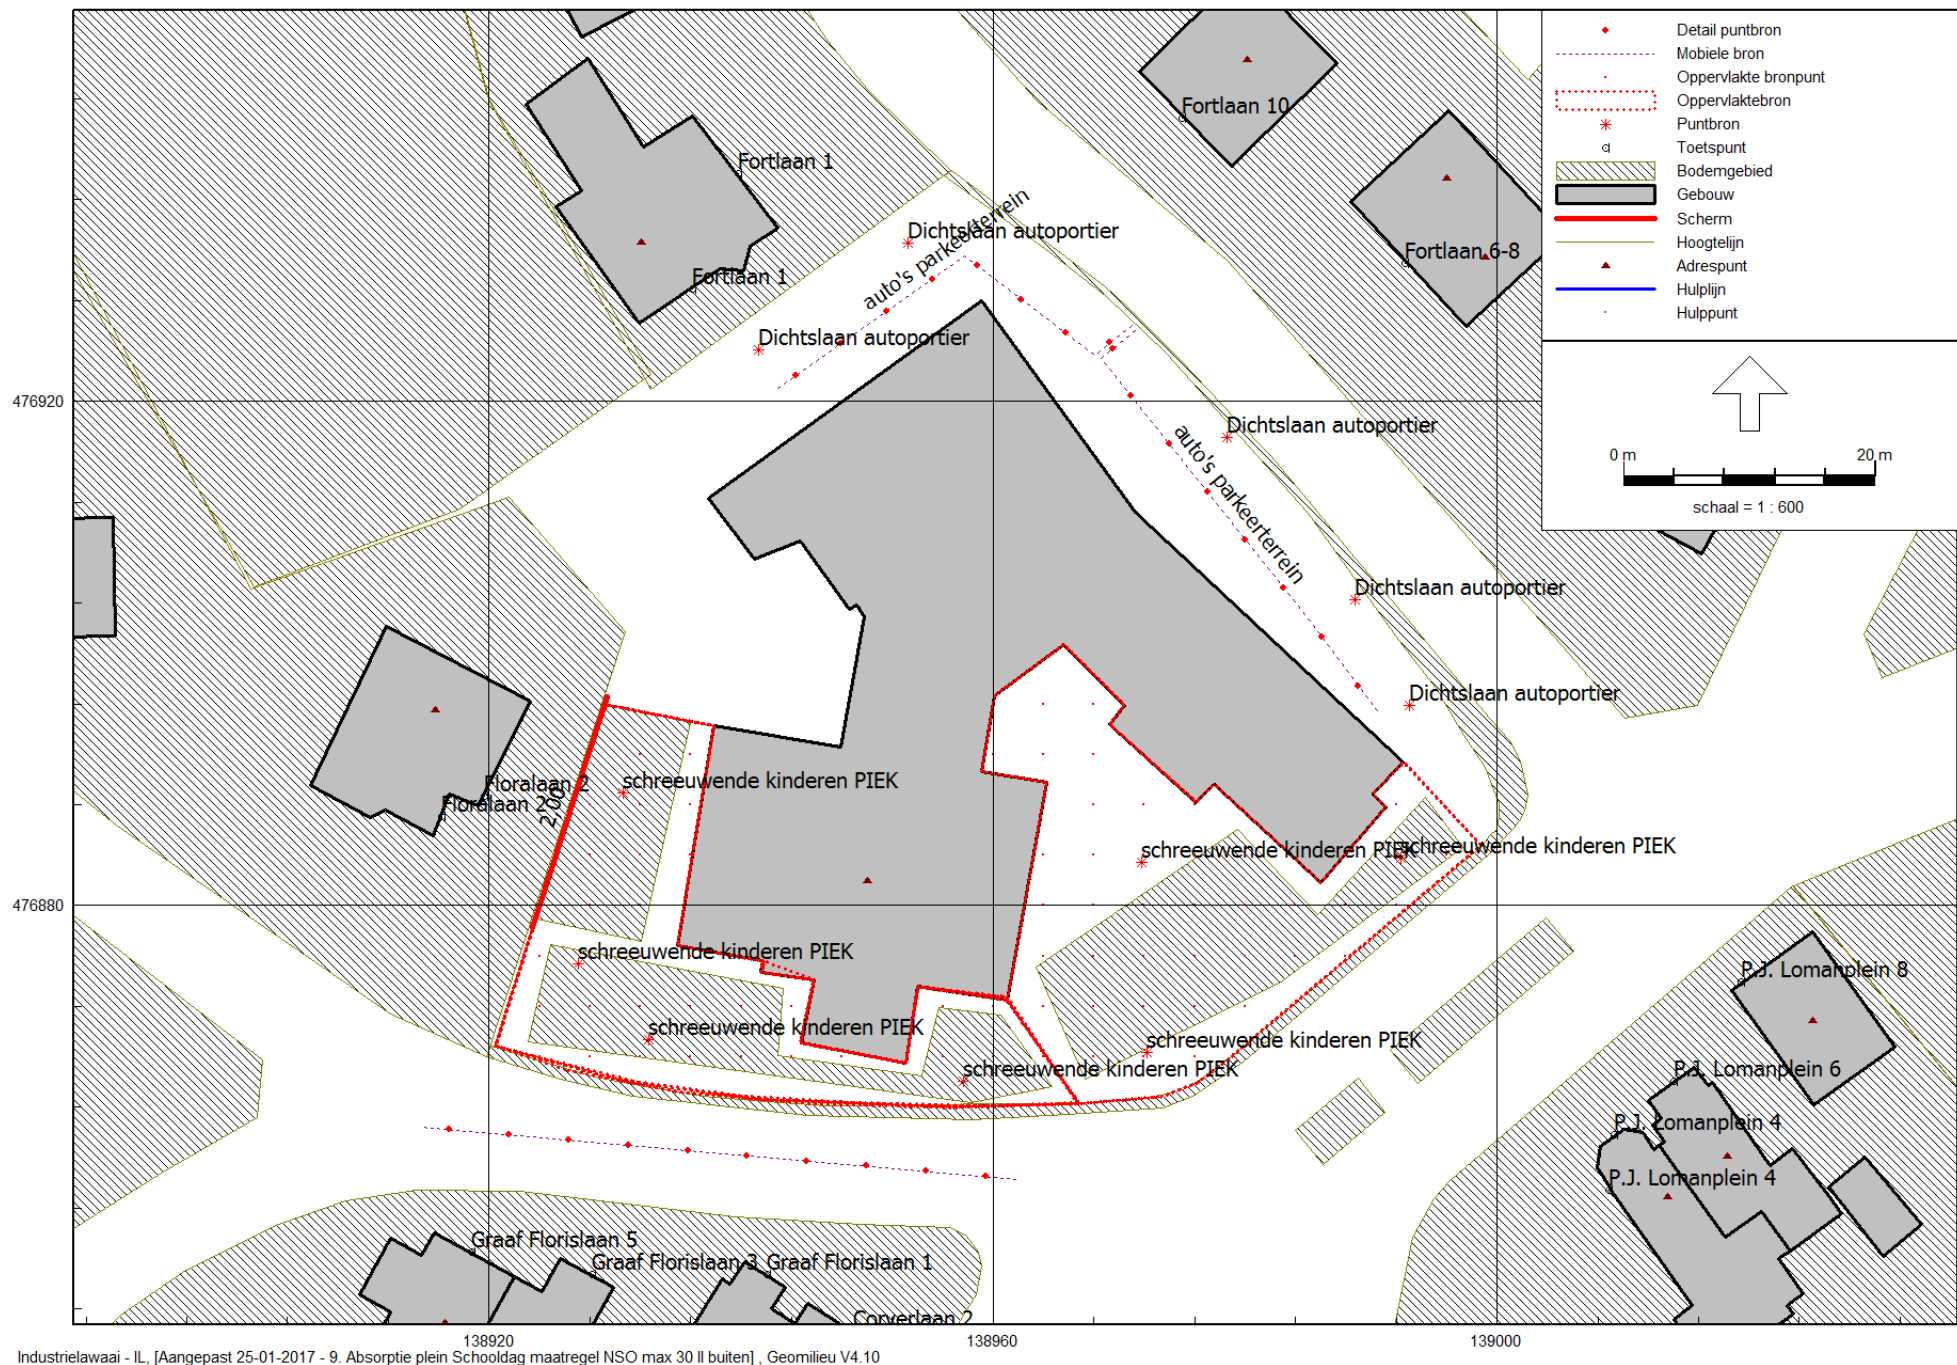 Detail puntbron
Mobiele bron
Oppervlakte bronpunt
Oppervlaktebron
Puntbron
Toetspunt
Bodemgebied
Gebouw
Scherm
Hoogtelijn
Adrespunt
Hulplijn
Hulppunt
0 m 20 m
schaal = 1 : 600
Fortlaan 10
Fortlaan 1
Dichtslaan autoportier
auto's parkeerterrein
Fortlaan 6-8
Fortlaan 1
Dichtslaan autoportier
476920
Dichtslaan autoportier
auto's parkeerterrein
Dichtslaan autoportier
Dichtslaan autoportier
Floralaan 2
Floralaan 2
2,00
schreeuwende kinderen PIEK
schreeuwende kinderen PIEK
schreeuwende kinderen PIEK
476880
schreeuwende kinderen PIEK
P.J. Lomanplein 8
schreeuwende kinderen PIEK
schreeuwende kinderen PIEK
schreeuwende kinderen PIEK
P.J. Lomanplein 6
P.J. Lomanplein 4
P.J. Lomanplein 4
Graaf Florislaan 5
Graaf Florislaan 3
Graaf Florislaan 1
Corverlaan 2
138920 138960 139000
Industrielawaai - IL, [Aangepast 25-01-2017 - 9. Absorptie plein Schooldag maatregel NSO max 30 ll buiten] , Geomilieu V4.10